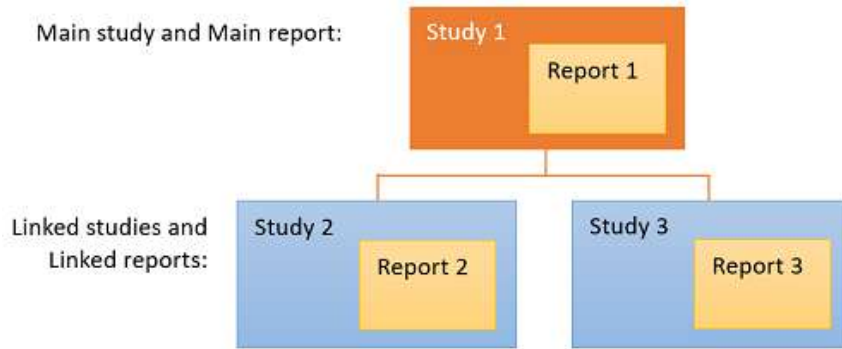 Main study and Main report:
Study 1
Report 1
Linked studies and
Linked reports:
Study 2
Report 2
Study 3
Report 3